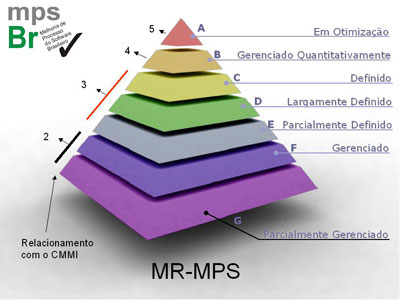 mps
Br
Melhoria de
Processo
do Software
Brasileiro
5
A
Em Otimização
4
B
Gerenciado Quantitativamente
3
C
Definido
D
Largamente Definido
2
E
Parcialmente Definido
F
Gerenciado
G
Parcialmente Gerenciado
Relacionamento
com o CMMI
MR-MPS